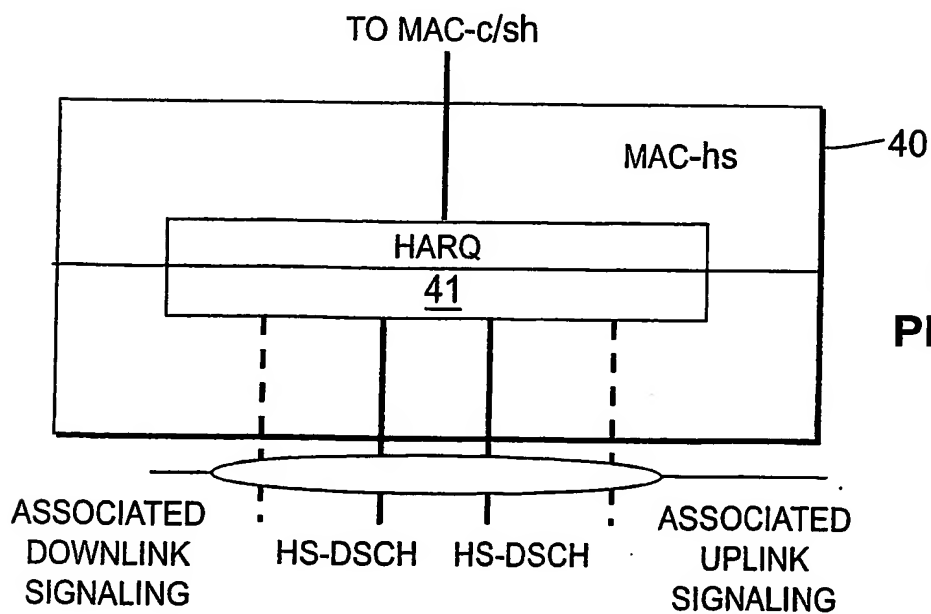 TO MAC-c/sh
MAC-hs
40
HARQ
41
ASSOCIATED
DOWNLINK
SIGNALING
HS-DSCH
HS-DSCH
ASSOCIATED
UPLINK
SIGNALING